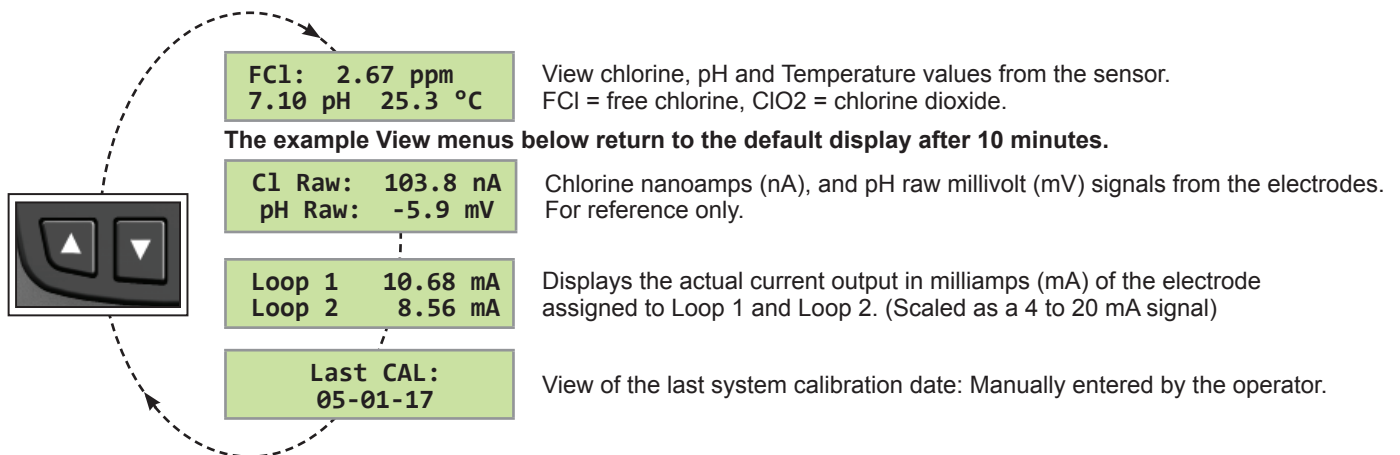 FCl: 2.67 ppm
7.10 pH 25.3 °C
View chlorine, pH and Temperature values from the sensor.
FCl = free chlorine, ClO2 = chlorine dioxide.
The example View menus below return to the default display after 10 minutes.
Cl Raw: 103.8 nA
pH Raw: -5.9 mV
Chlorine nanoamps (nA), and pH raw millivolt (mV) signals from the electrodes.
For reference only.
Loop 1 10.68 mA
Loop 2 8.56 mA
Displays the actual current output in milliamps (mA) of the electrode
assigned to Loop 1 and Loop 2. (Scaled as a 4 to 20 mA signal)
Last CAL:
05-01-17
View of the last system calibration date: Manually entered by the operator.